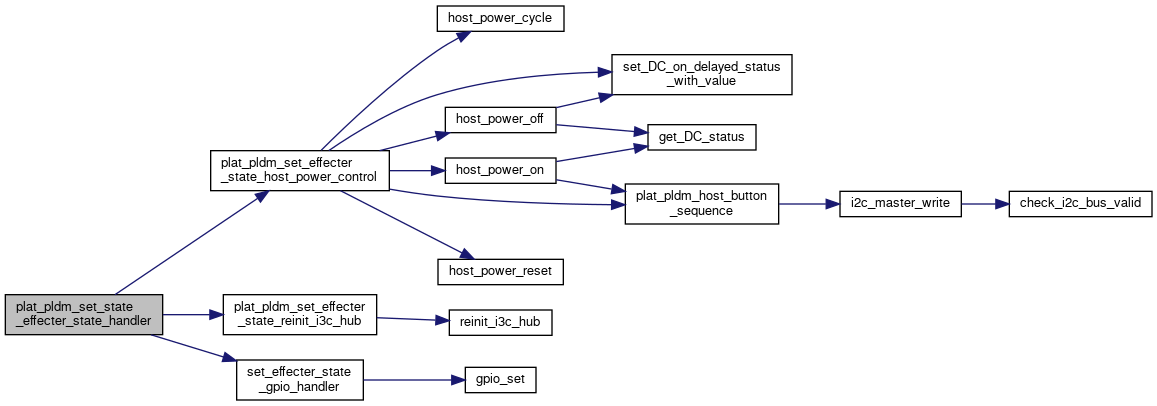 host_power_cycle
set_DC_on_delayed_status
_with_value
host_power_off
get_DC_status
plat_pldm_set_effecter
_state_host_power_control
host_power_on
plat_pldm_host_button
_sequence
i2c_master_write
check_i2c_bus_valid
host_power_reset
plat_pldm_set_state
_effecter_state_handler
plat_pldm_set_effecter
_state_reinit_i3c_hub
reinit_i3c_hub
set_effecter_state
_gpio_handler
gpio_set